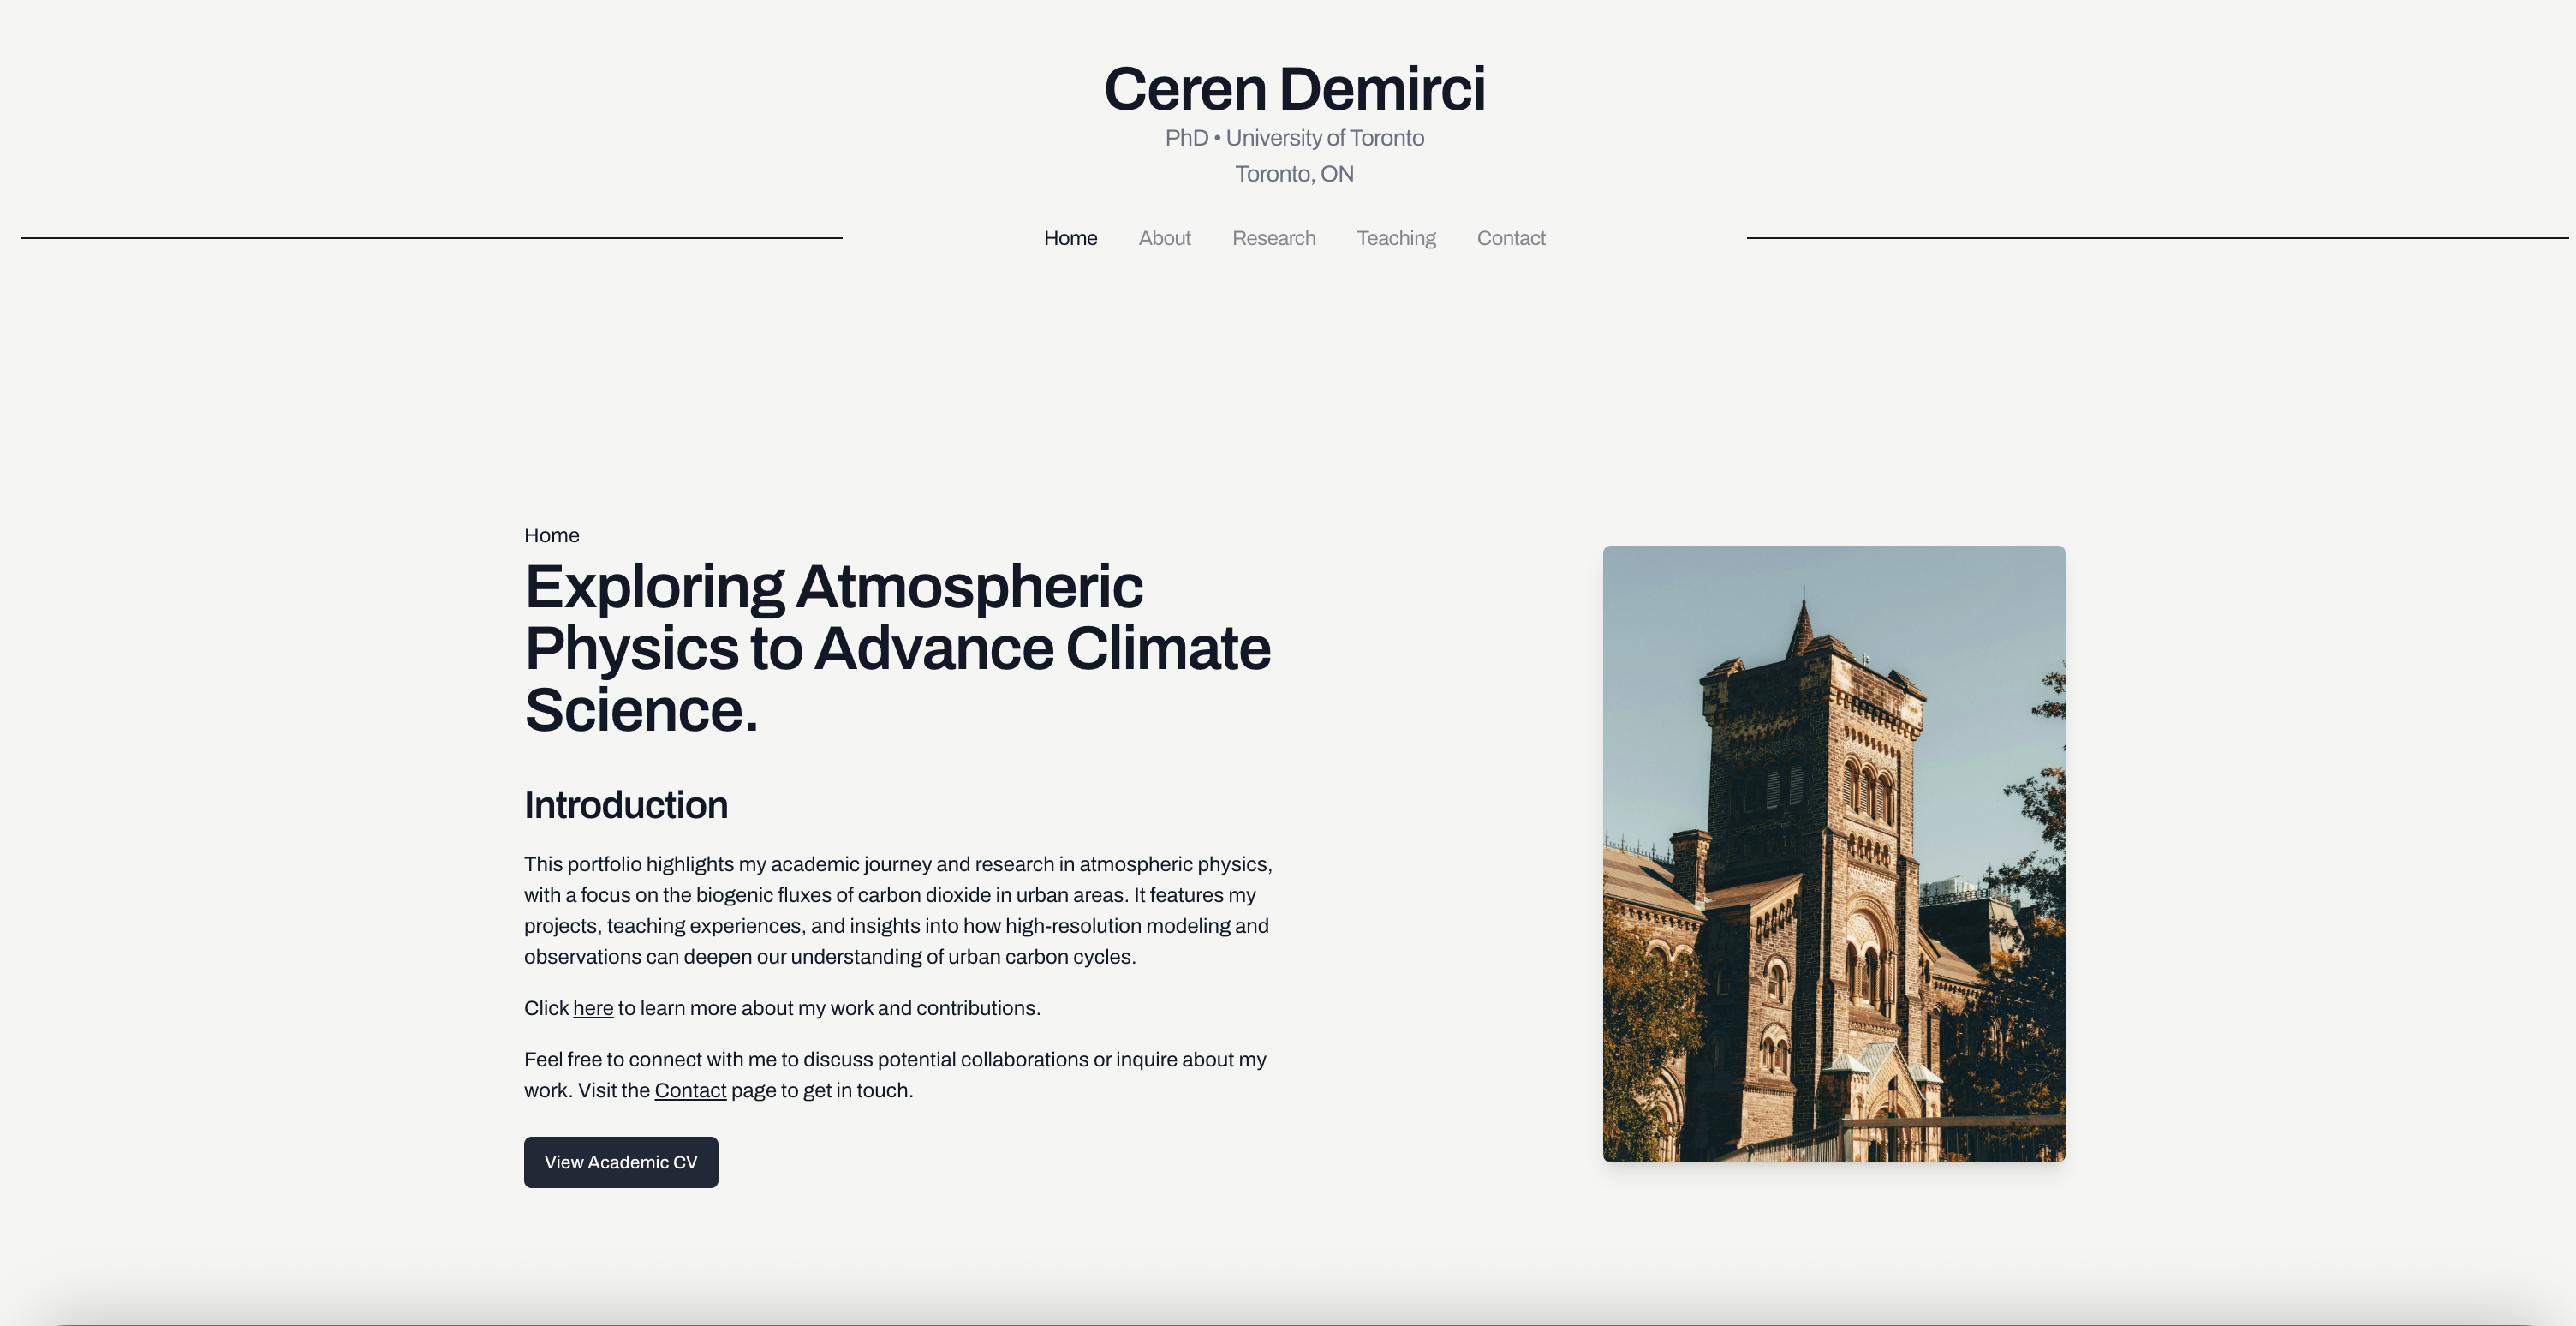 Ceren Demirci
PhD • University of Toronto
Toronto, ON
Home About Research Teaching Contact
Home
Exploring Atmospheric
Physics to Advance Climate
Science.
Introduction
This portfolio highlights my academic journey and research in atmospheric physics,
with a focus on the biogenic fluxes of carbon dioxide in urban areas. It features my
projects, teaching experiences, and insights into how high-resolution modeling and
observations can deepen our understanding of urban carbon cycles.
Click here to learn more about my work and contributions.
Feel free to connect with me to discuss potential collaborations or inquire about my
work. Visit the Contact page to get in touch.
View Academic CV